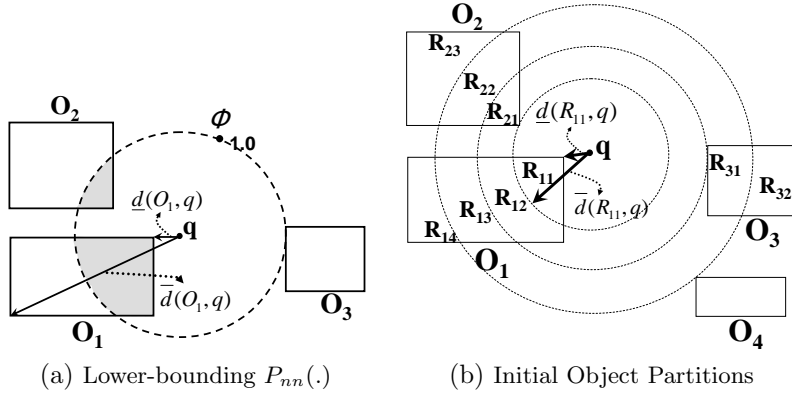 O₂
Φ
1.0
d(O₁,q)
q
d̅(O₁,q)
O₁
O₃
(a) Lower-bounding Pₙₙ(.)
O₂
R₂₃
R₂₂
R₂₁
d(R₁₁,q)
q
R₁₁
R₁₂
d̅(R₁₁,q)
R₁₃
R₁₄
O₁
R₃₁
R₃₂
O₃
O₄
(b) Initial Object Partitions